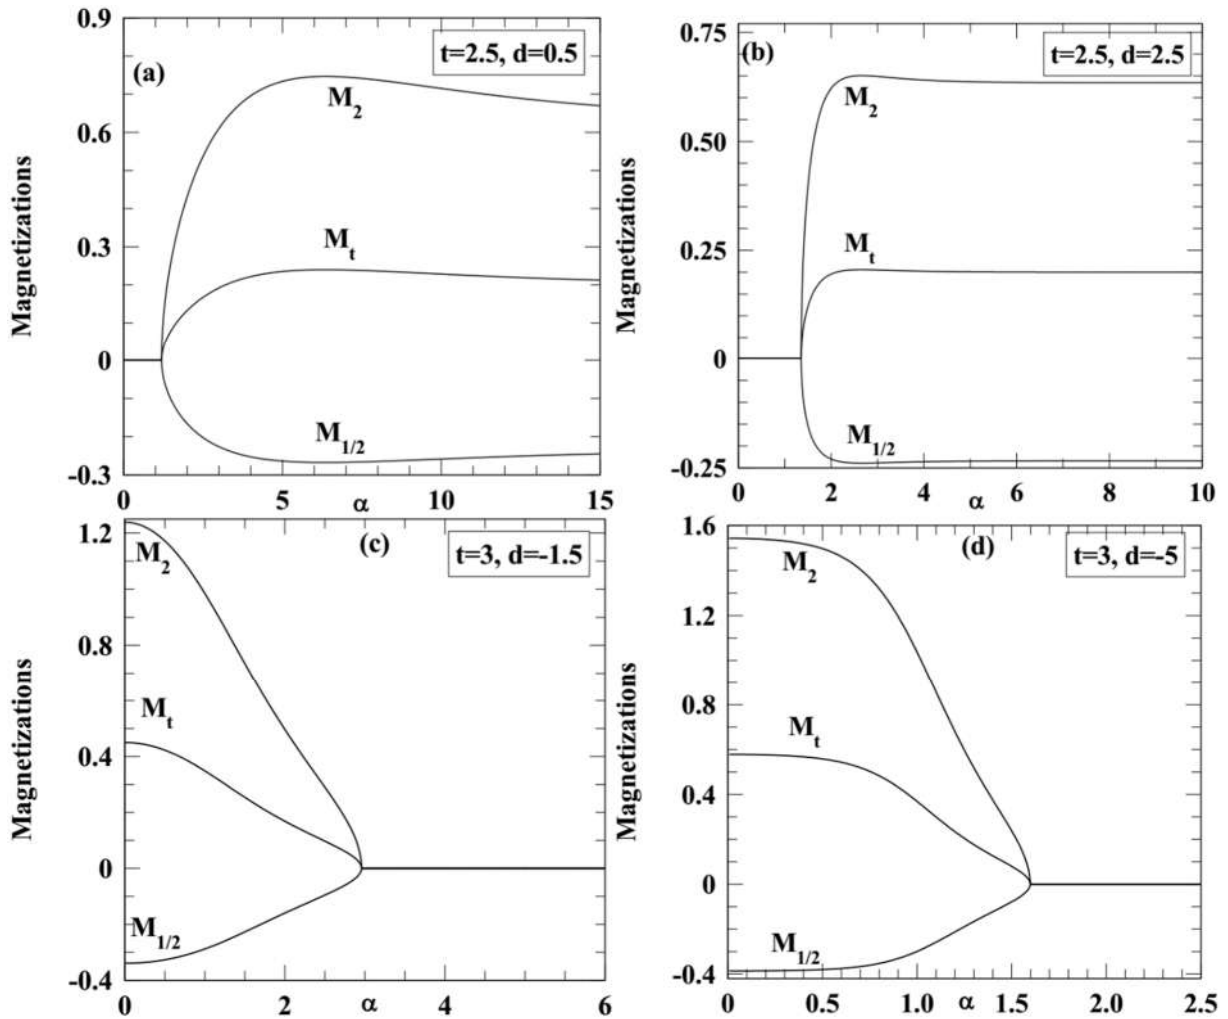 0.9
0.6
0.3
0
-0.3
Magnetizations
(a)
t=2.5, d=0.5
M2
Mt
M1/2
0 5 α 10 15
0.75
0.50
0.25
0
-0.25
Magnetizations
(b)
t=2.5, d=2.5
M2
Mt
M1/2
0 2 4 α 6 8 10
1.2
0.8
0.4
0
-0.4
Magnetizations
(c)
t=3, d=-1.5
M2
Mt
M1/2
0 2 α 4 6
1.6
1.2
0.8
0.4
0
-0.4
Magnetizations
(d)
t=3, d=-5
M2
Mt
M1/2
0 0.5 1.0 α 1.5 2.0 2.5